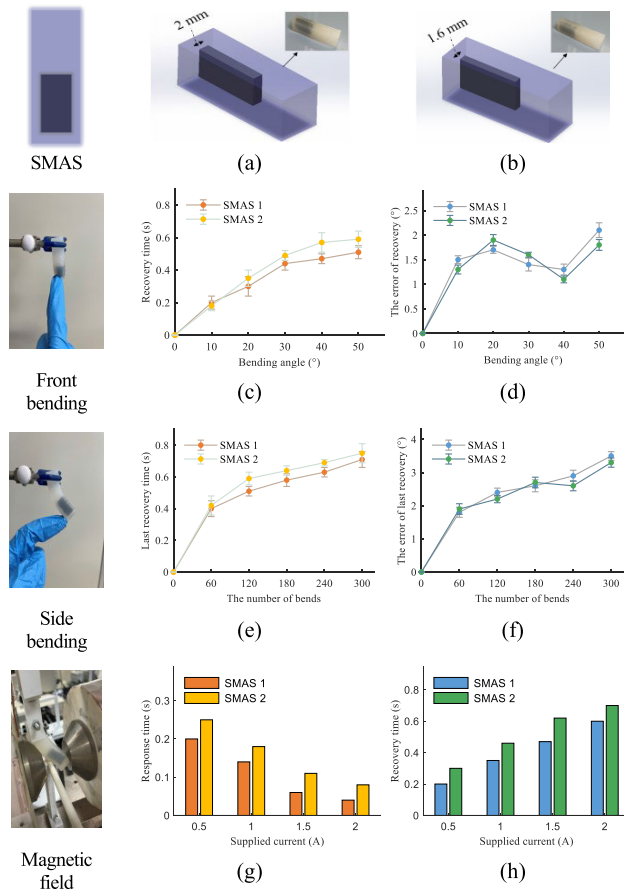 2 mm
1.6 mm
SMAS
(a)
(b)
SMAS 1
SMAS 2
Recovery time (s)
0.8
0.6
0.4
0.2
0
0 10 20 30 40 50
Bending angle (°)
(c)
SMAS 1
SMAS 2
The error of recovery (°)
2.5
2
1.5
1
0.5
0
0 10 20 30 40 50
Bending angle (°)
(d)
Front
bending
SMAS 1
SMAS 2
Last recovery time (s)
0.8
0.6
0.4
0.2
0
0 60 120 180 240 300
The number of bends
(e)
SMAS 1
SMAS 2
The error of last recovery (°)
4
3
2
1
0
0 60 120 180 240 300
The number of bends
(f)
Side
bending
SMAS 1
SMAS 2
Response time (s)
0.3
0.2
0.1
0
0.5 1 1.5 2
Supplied current (A)
(g)
SMAS 1
SMAS 2
Recovery time (s)
0.8
0.6
0.4
0.2
0
0.5 1 1.5 2
Supplied current (A)
(h)
Magnetic
field